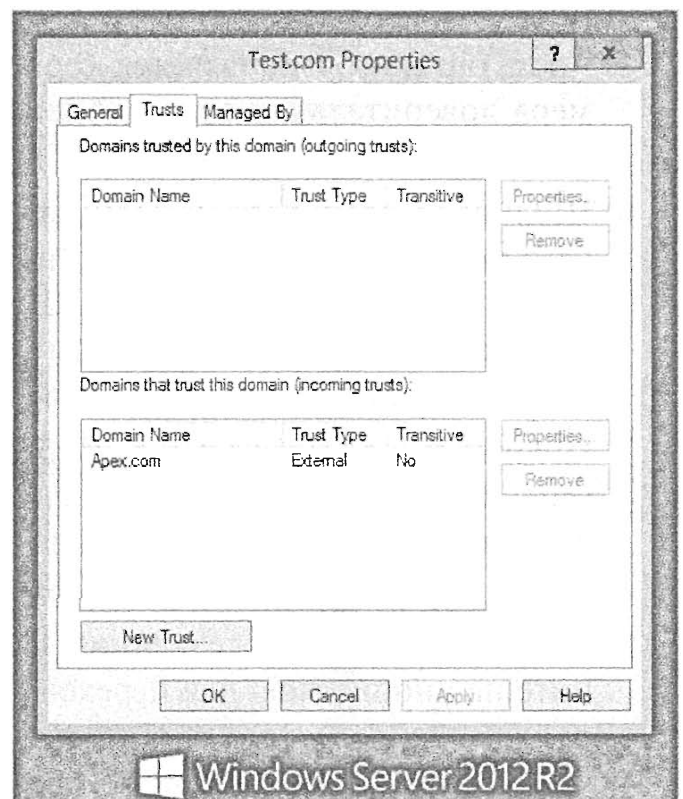 Test.com Properties
? x
General Trusts Managed By
Domains trusted by this domain (outgoing trusts):
Domain Name Trust Type Transitive
Properties...
Remove
Domains that trust this domain (incoming trusts):
Domain Name Trust Type Transitive
Properties...
Apex.com External No
Remove
New Trust...
OK Cancel Apply Help
Windows Server 2012 R2